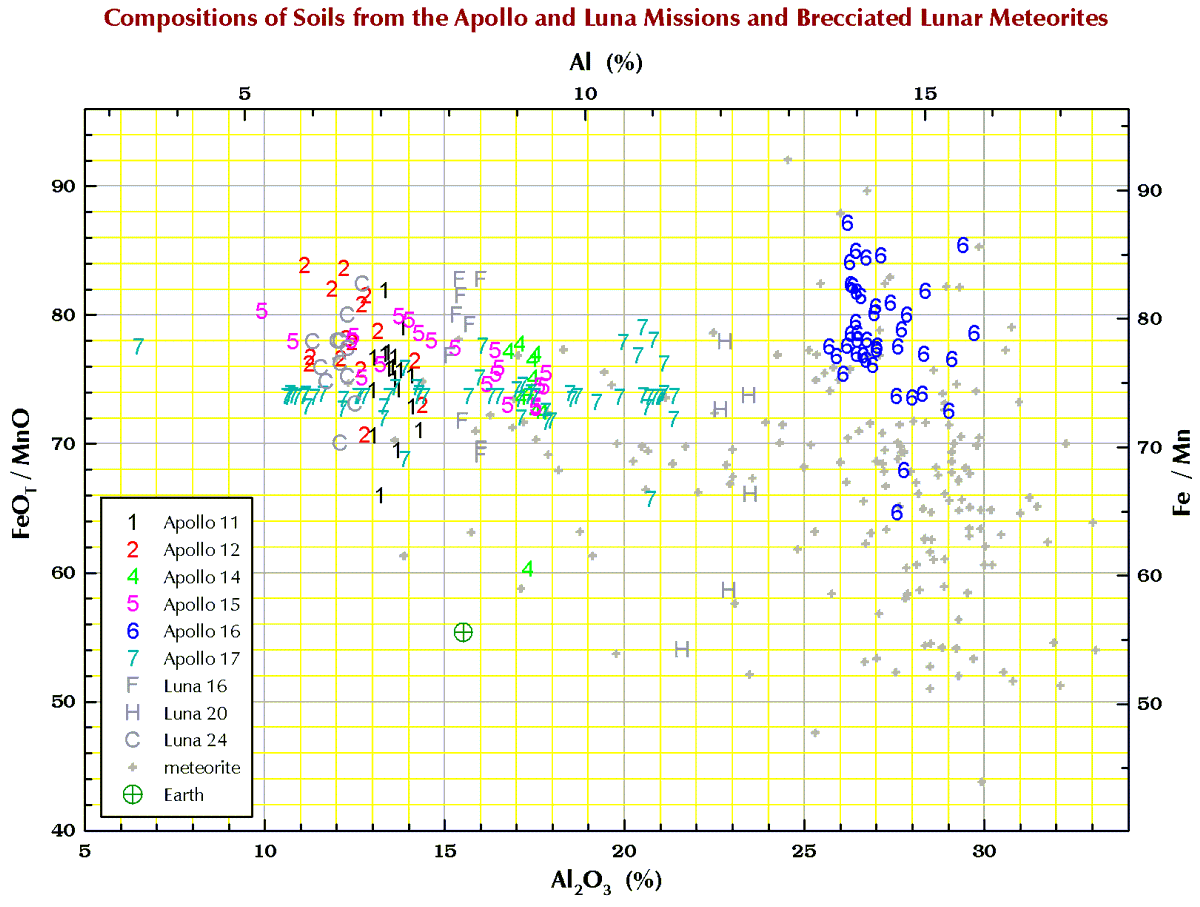 Compositions of Soils from the Apollo and Luna Missions and Brecciated Lunar Meteorites
Al (%)
5 10 15
90
80
70
60
50
40
FeO_T / MnO
90
80
70
60
50
Fe / Mn
1 Apollo 11
2 Apollo 12
4 Apollo 14
5 Apollo 15
6 Apollo 16
7 Apollo 17
F Luna 16
H Luna 20
C Luna 24
meteorite
Earth
5 10 15 20 25 30
Al₂O₃ (%)